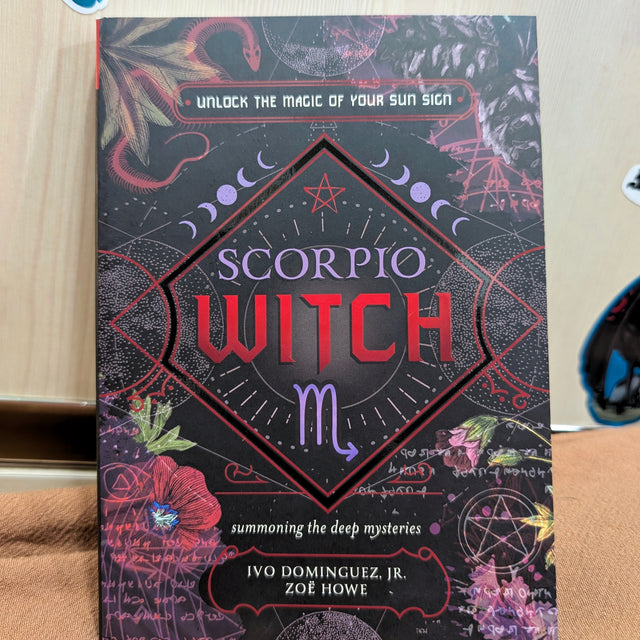 UNLOCK THE MAGIC OF YOUR SUN SIGN
SCORPIO
WITCH
♏
summoning the deep mysteries
IVO DOMINGUEZ, JR.
ZOË HOWE